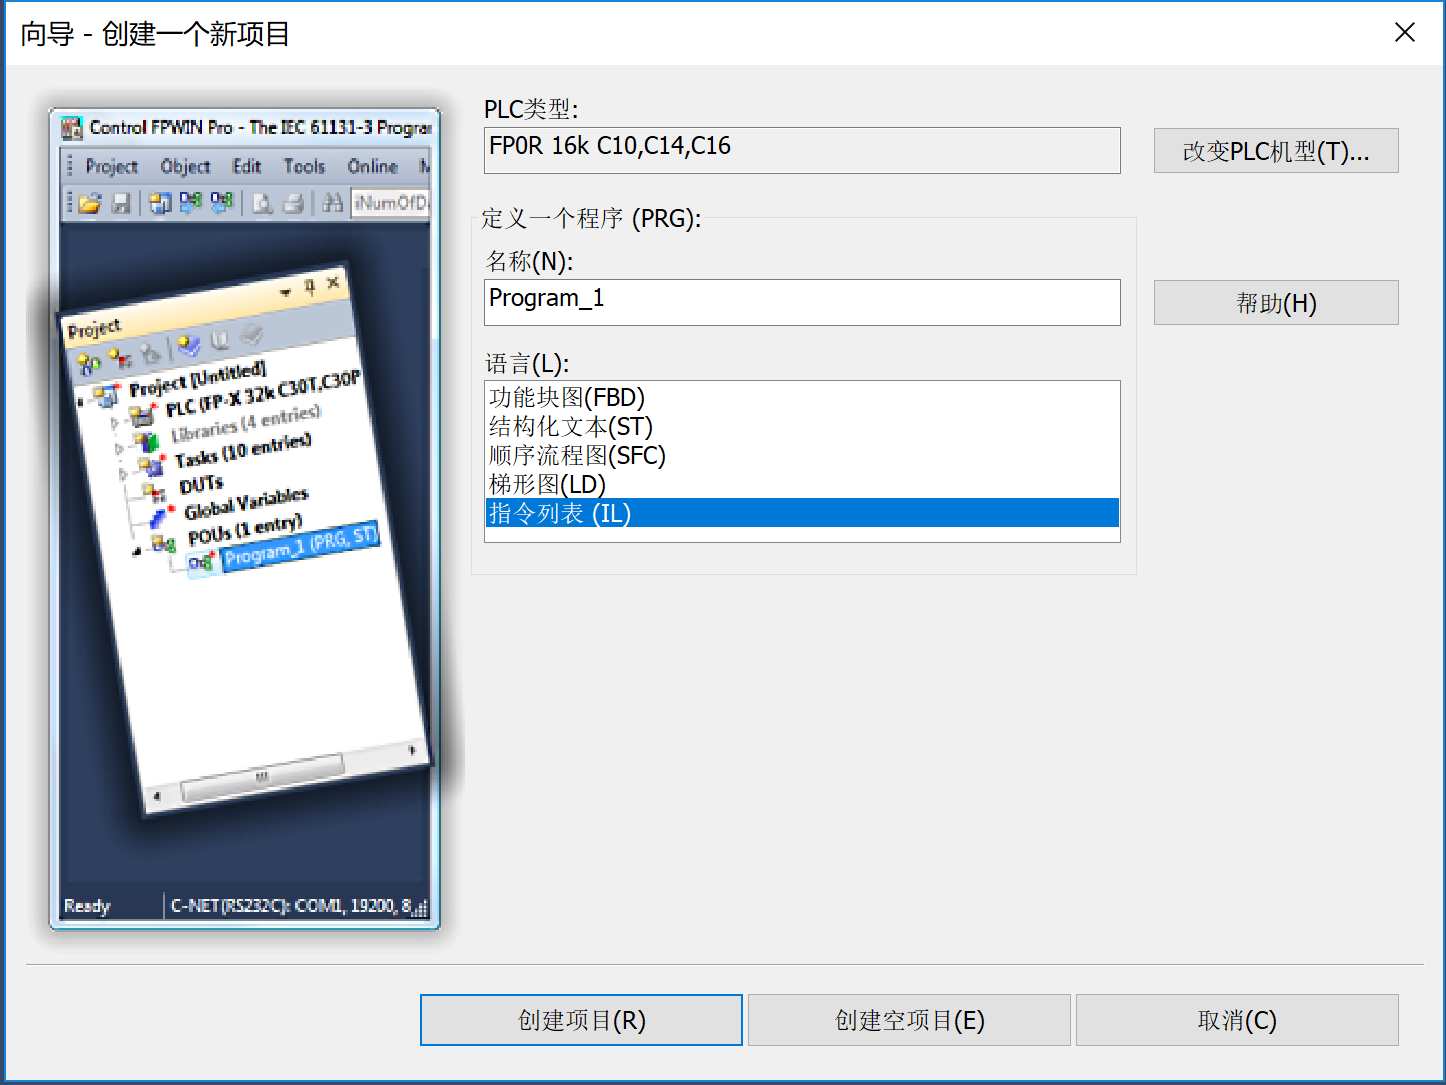 向导 - 创建一个新项目
Control FPWIN Pro - The IEC 61131-3 Prograr
Project Object Edit Tools Online
iNumOfD
Project
Project [Untitled]
PLC (FP-X 32k C30T,C30P
Libraries (4 entries)
Tasks (10 entries)
DUTs
Global Variables
POUs (1 entry)
Program_1 (PRG, ST)
Ready C-NET(RS232C): COM1, 19200, 8
PLC类型:
FP0R 16k C10,C14,C16
改变PLC机型(T)...
定义一个程序 (PRG):
名称(N):
Program_1
帮助(H)
语言(L):
功能块图(FBD)
结构化文本(ST)
顺序流程图(SFC)
梯形图(LD)
指令列表 (IL)
创建项目(R) 创建空项目(E) 取消(C)